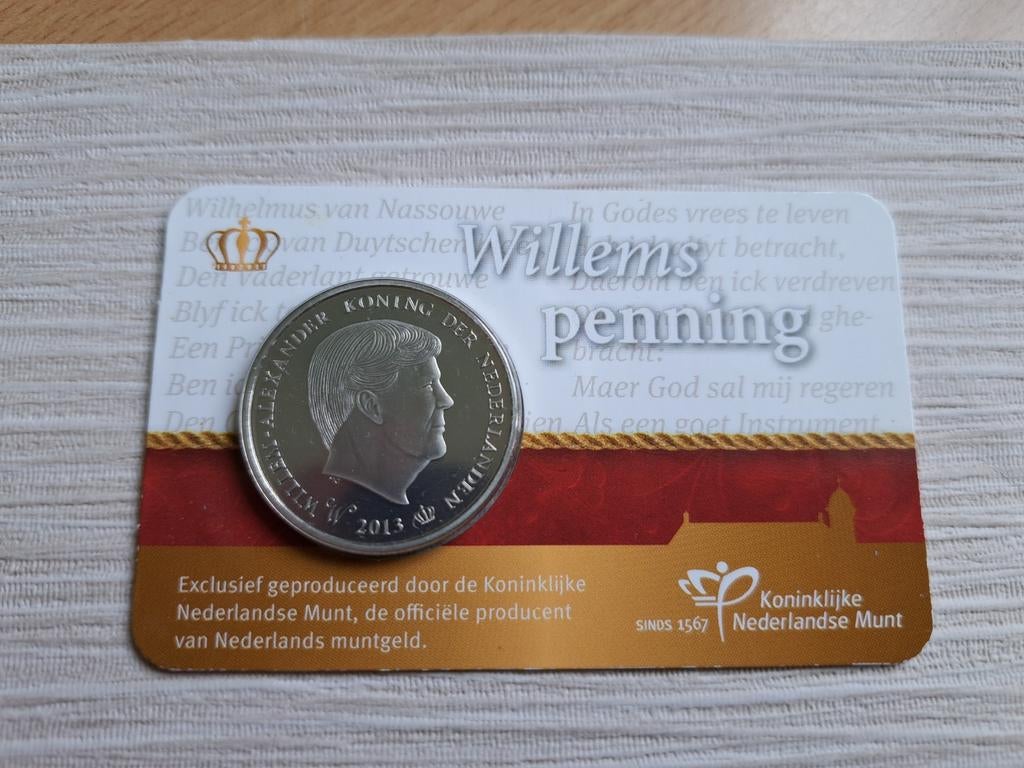 Wilhelmus van Nassouwe
van Duytschen
Den Vaderlant getrouwe
Blyf ick
Een
Ben
Den
In Godes vrees te leven
betracht,
Daerom ben ick verdreven
ghe-
bracht:
Maer God sal mij regeren
Als een goet Instrument,
Willems
penning
WILLEM-ALEXANDER KONING DER NEDERLANDEN
W 2013
Exclusief geproduceerd door de Koninklijke
Nederlandse Munt, de officiële producent
van Nederlands muntgeld.
SINDS 1567
Koninklijke
Nederlandse Munt